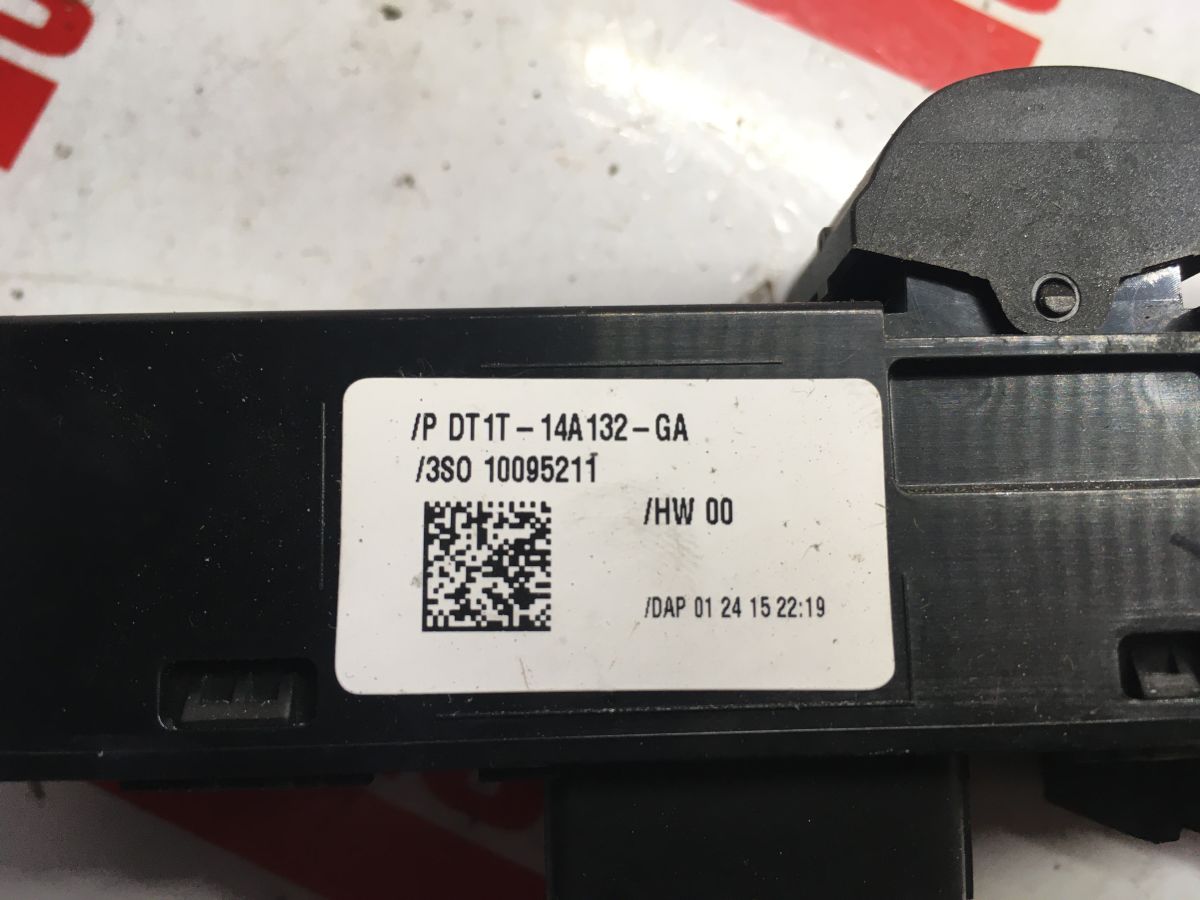 /P DT1T-14A132-GA
/3SO 10095211
/HW 00
/DAP 01 24 15 22:19